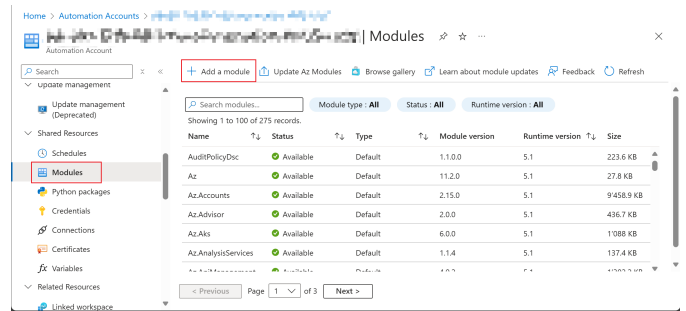 Home > Automation Accounts >
| Modules
Automation Account
Search
Update management
Update management
(Deprecated)
Shared Resources
Schedules
Modules
Python packages
Credentials
Connections
Certificates
fx Variables
Related Resources
Linked workspace
+ Add a module Update Az Modules Browse gallery Learn about module updates Feedback Refresh
Search modules... Module type : All Status : All Runtime version : All
Showing 1 to 100 of 275 records.
Name ↑↓ Status ↑↓ Type ↑↓ Module version Runtime version ↑↓ Size
AuditPolicyDsc Available Default 1.1.0.0 5.1 223.6 KB
Az Available Default 11.2.0 5.1 27.8 KB
Az.Accounts Available Default 2.15.0 5.1 9'458.9 KB
Az.Advisor Available Default 2.0.0 5.1 436.7 KB
Az.Aks Available Default 6.0.0 5.1 1'088 KB
Az.AnalysisServices Available Default 1.1.4 5.1 137.4 KB
Az.ApiManagement Available Default 5.1
< Previous Page 1 of 3 Next >